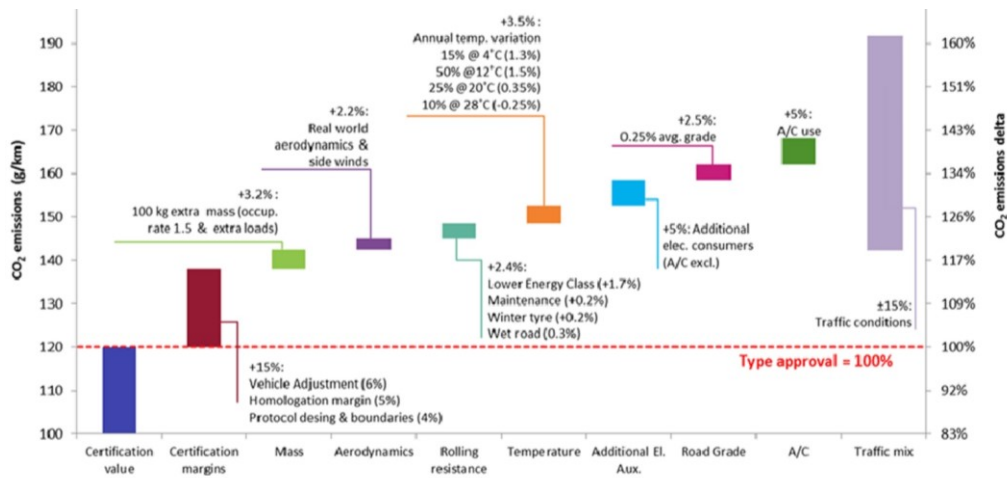 CO2 emissions (g/km)
190
180
170
160
150
140
130
120
110
100
+3.2%:
100 kg extra mass (occup.
rate 1.5 & extra loads)
+2.2%:
Real world
aerodynamics &
side winds
+3.5%:
Annual temp. variation
15% @ 4°C (1.3%)
50% @12°C (1.5%)
25% @20°C (0.35%)
10% @ 28°C (-0.25%)
+2.5%:
0.25% avg. grade
+5%:
A/C use
+15%:
Vehicle Adjustment (6%)
Homologation margin (5%)
Protocol desing & boundaries (4%)
+2.4%:
Lower Energy Class (+1.7%)
Maintenance (+0.2%)
Winter tyre (+0.2%)
Wet road (0.3%)
+5%: Additional
elec. consumers
(A/C excl.)
±15%:
Traffic conditions
Type approval = 100%
160%
151%
143%
134%
126%
117%
109%
100%
92%
83%
CO2 emissions delta
Certification
value
Certification
margins
Mass
Aerodynamics
Rolling
resistance
Temperature
Additional El.
Aux.
Road Grade
A/C
Traffic mix